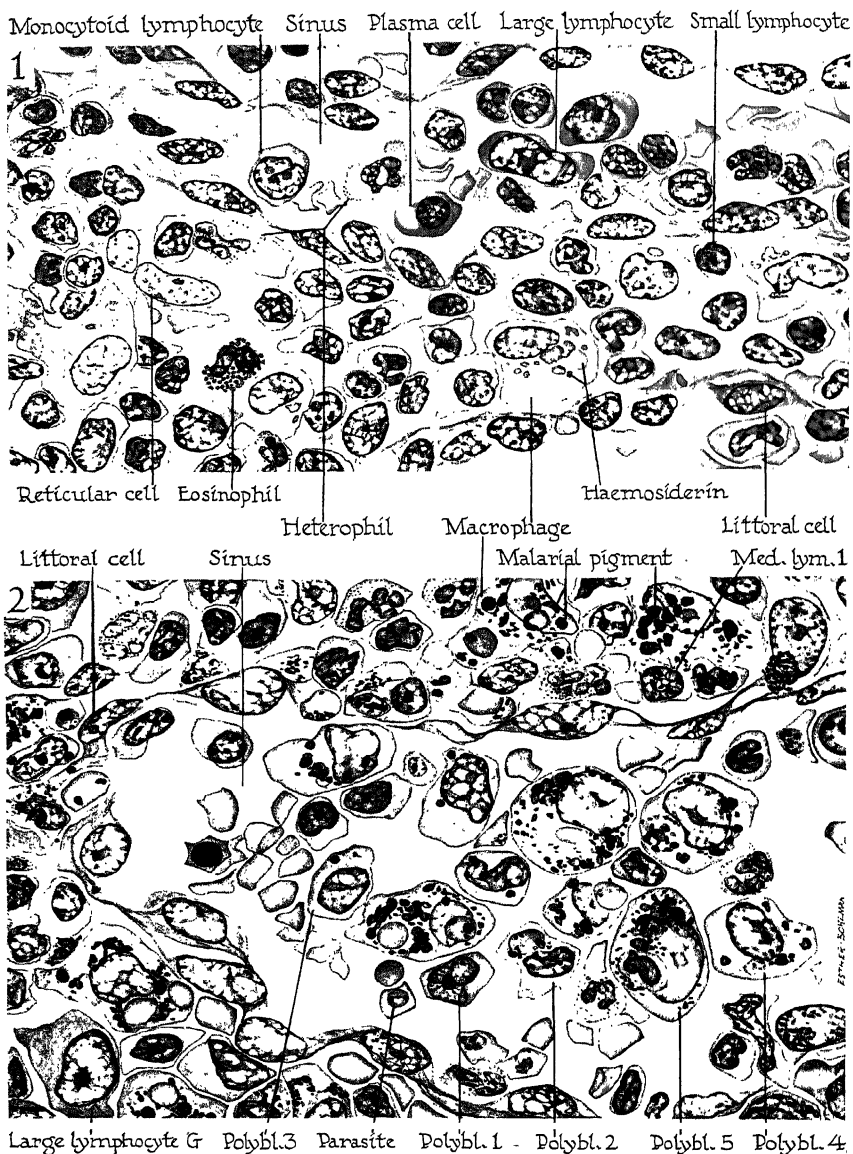 Monocytoid lymphocyte Sinus Plasma cell Large lymphocyte Small lymphocyte
1
Reticular cell Eosinophil Haemosiderin
Heterophil Macrophage Littoral cell
Littoral cell Sinus Malarial pigment Med. lym. 1
2
ESTHER BOHLMAN
Large lymphocyte G Polybl. 3 Parasite Polybl. 1 - Polybl. 2 Polybl. 5 Polybl. 4